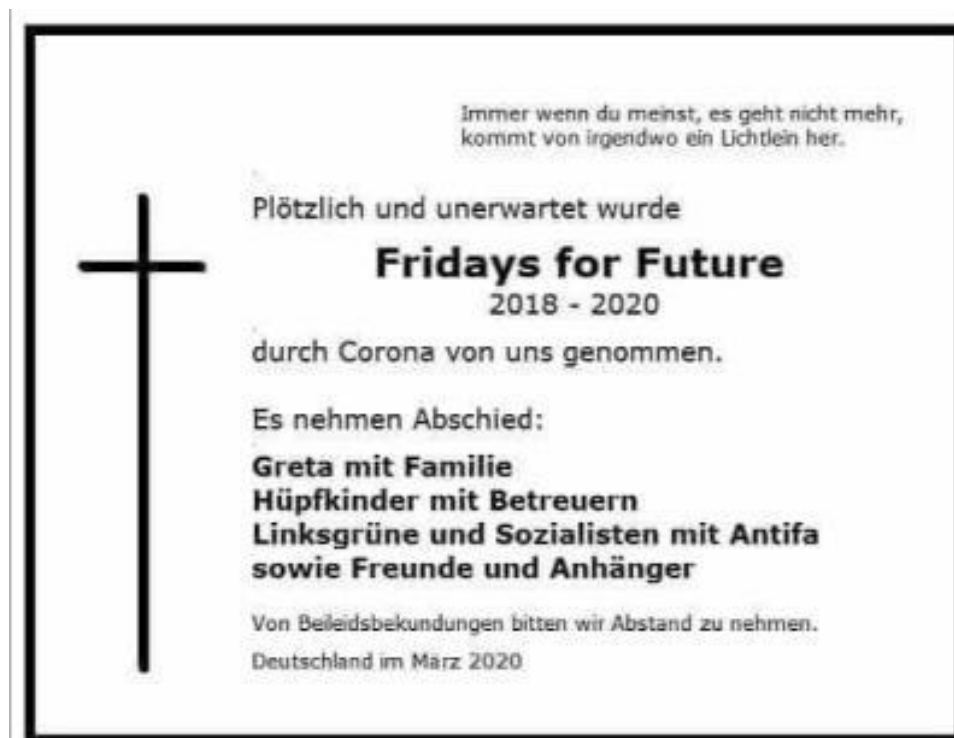 Immer wenn du meinst, es geht nicht mehr,
kommt von irgendwo ein Lichtlein her.
Plötzlich und unerwartet wurde
Fridays for Future
2018 - 2020
durch Corona von uns genommen.
Es nehmen Abschied:
Greta mit Familie
Hüpfkinder mit Betreuern
Linksgrüne und Sozialisten mit Antifa
sowie Freunde und Anhänger
Von Beileidsbekundungen bitten wir Abstand zu nehmen.
Deutschland im März 2020